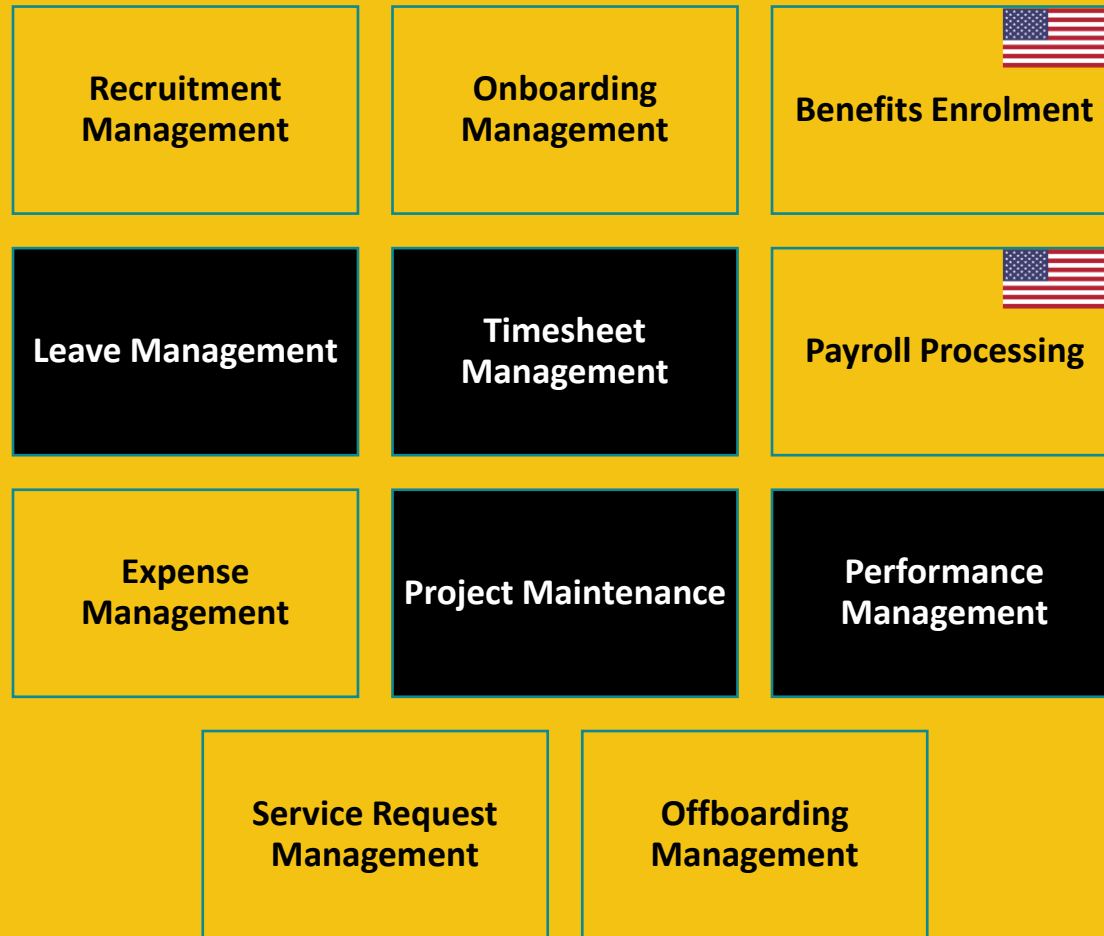 Recruitment
Management
Onboarding
Management
Benefits Enrolment
Leave Management
Timesheet
Management
Payroll Processing
Expense
Management
Project Maintenance
Performance
Management
Service Request
Management
Offboarding
Management